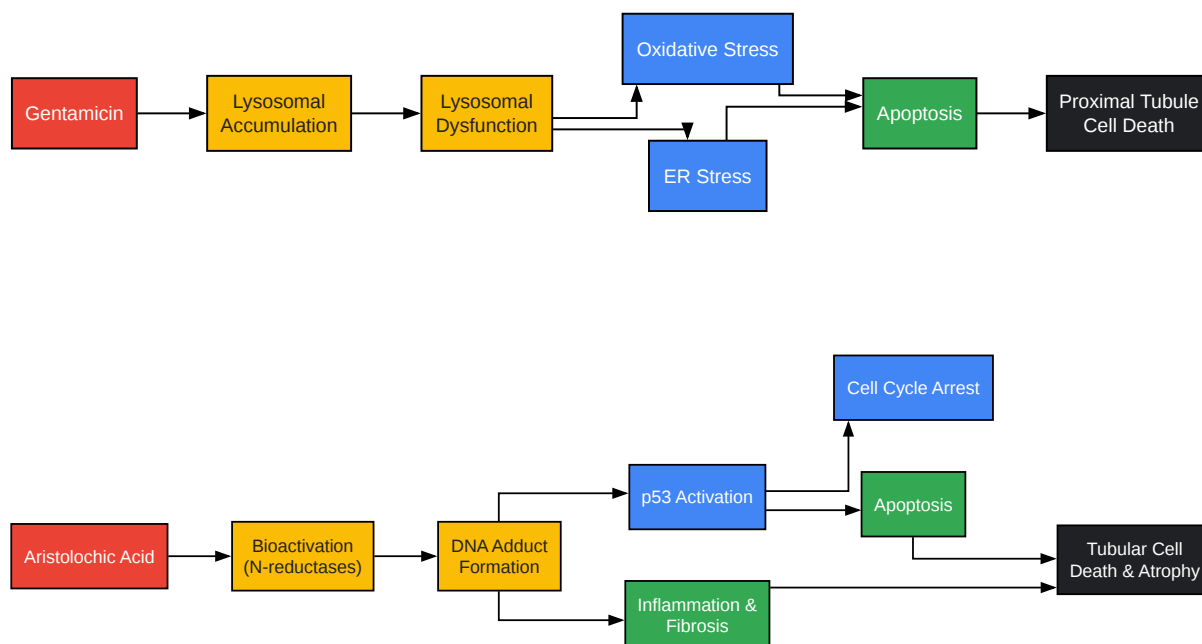 Gentamicin
Lysosomal
Accumulation
Lysosomal
Dysfunction
Oxidative Stress
ER Stress
Apoptosis
Proximal Tubule
Cell Death
Aristolochic Acid
Bioactivation
(N-reductases)
DNA Adduct
Formation
p53 Activation
Cell Cycle Arrest
Apoptosis
Inflammation &
Fibrosis
Tubular Cell
Death & Atrophy